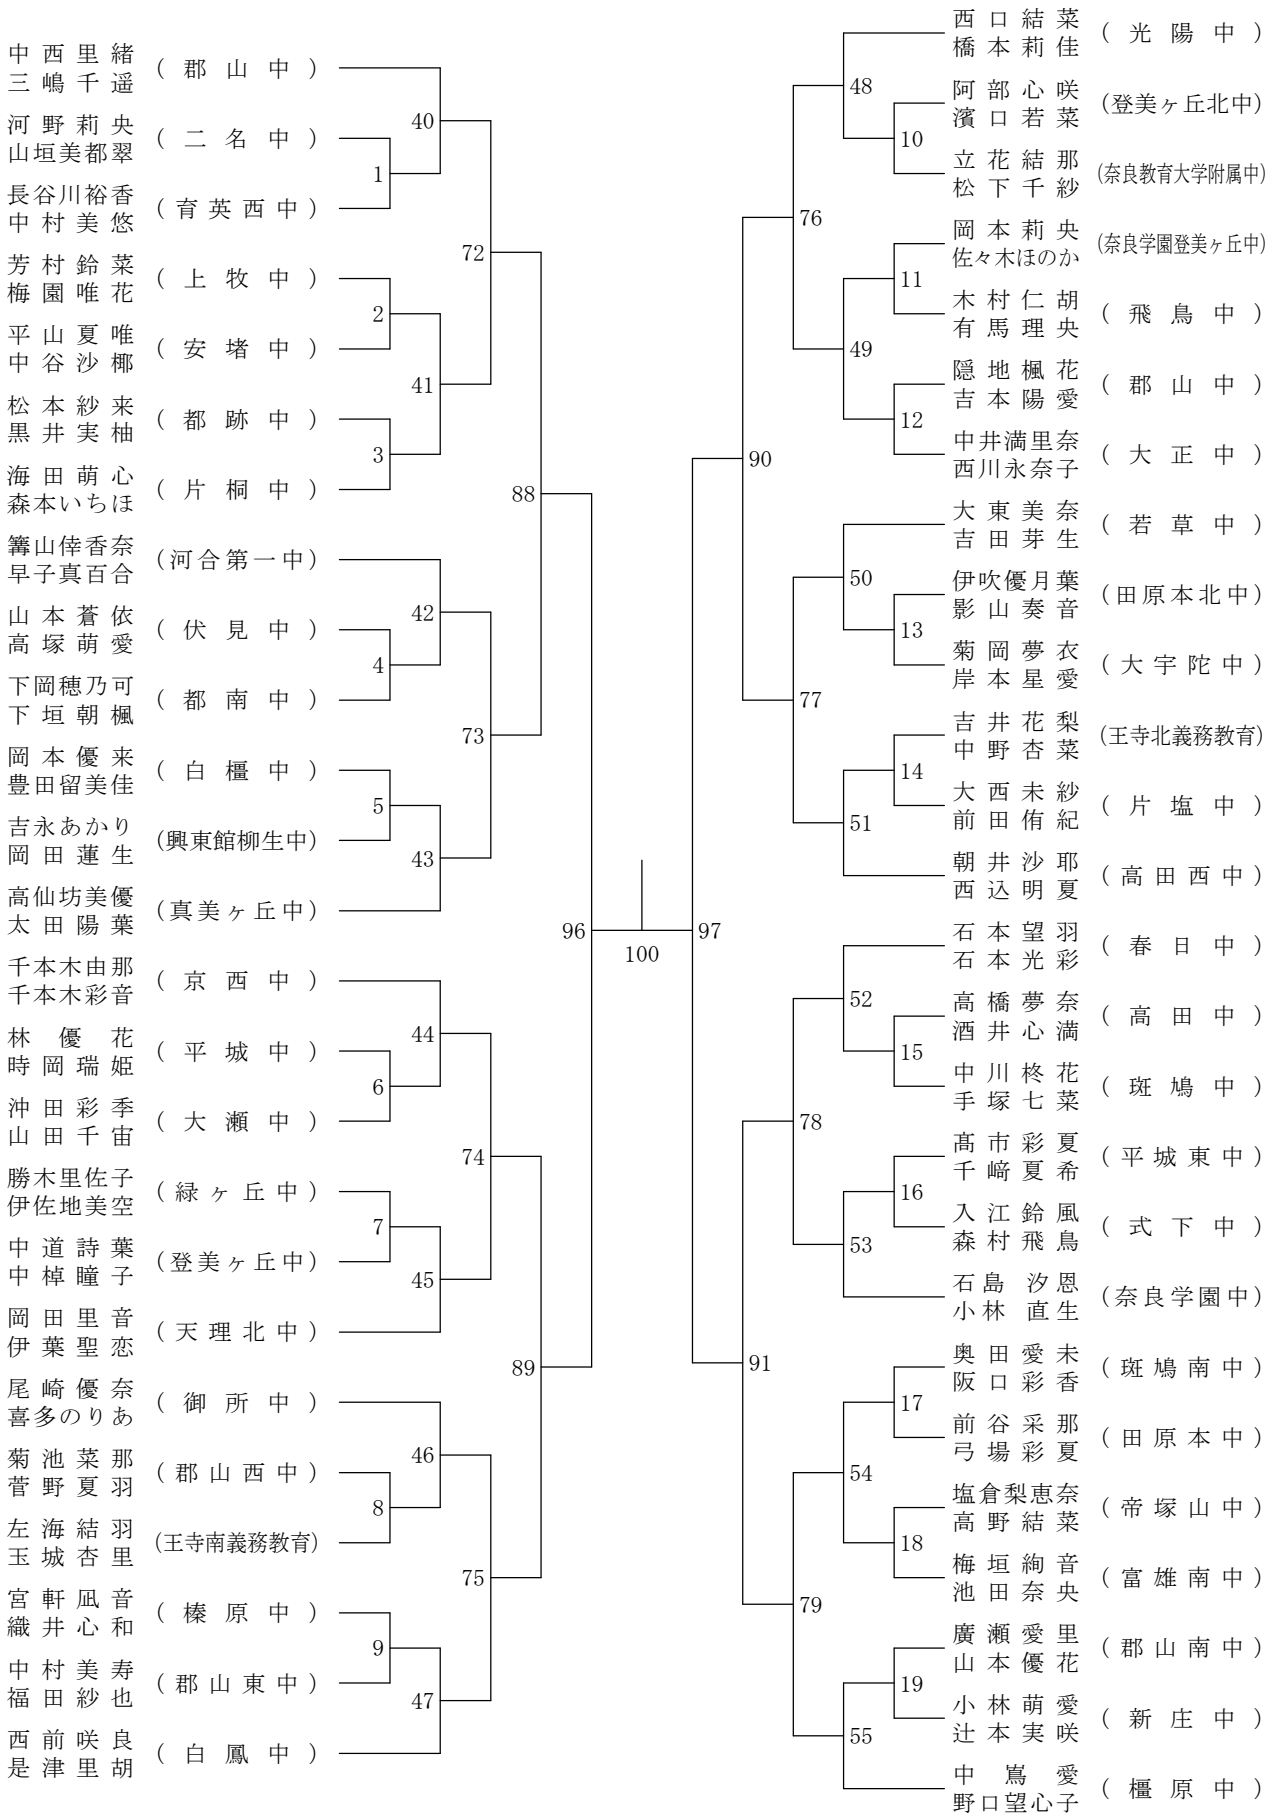 中西里緒
三嶋千遥
(郡山中)
河野莉央
山垣美都翠
(二名中)
長谷川裕香
中村美悠
(育英西中)
芳村鈴菜
梅園唯花
(上牧中)
平山夏唯
中谷沙椰
(安堵中)
松本紗来
黒井実柚
(都跡中)
海田萌心
森本いちほ
(片桐中)
篝山倖香奈
早子真百合
(河合第一中)
山本蒼依
高塚萌愛
(伏見中)
下岡穂乃可
下垣朝楓
(都南中)
岡本優来
豊田留美佳
(白橿中)
吉永あかり
岡田蓮生
(興東館柳生中)
高仙坊美優
太田陽葉
(真美ヶ丘中)
千本木由那
千本木彩音
(京西中)
林優花
時岡瑞姫
(平城中)
沖田彩季
山田千宙
(大瀬中)
勝木里佐子
伊佐地美空
(緑ヶ丘中)
中道詩葉
中棹瞳子
(登美ヶ丘中)
岡田里音
伊葉聖恋
(天理北中)
尾崎優奈
喜多のりあ
(御所中)
菊池菜那
菅野夏羽
(郡山西中)
左海結羽
玉城杏里
(王寺南義務教育)
宮軒凪音
織井心和
(榛原中)
中村美寿
福田紗也
(郡山東中)
西前咲良
是津里胡
(白鳳中)
1
2
3
4
5
6
7
8
9
40
41
42
43
44
45
46
47
72
73
74
75
88
89
96
100
97
90
91
76
77
78
79
48
49
50
51
52
53
54
55
10
11
12
13
14
15
16
17
18
19
西口結菜
橋本莉佳
(光陽中)
阿部心咲
濱口若菜
(登美ヶ丘北中)
立花結那
松下千紗
(奈良教育大学附属中)
岡本莉央
佐々木ほのか
(奈良学園登美ヶ丘中)
木村仁胡
有馬理央
(飛鳥中)
隠地楓花
吉本陽愛
(郡山中)
中井満里奈
西川永奈子
(大正中)
大東美奈
吉田芽生
(若草中)
伊吹優月葉
影山奏音
(田原本北中)
菊岡夢衣
岸本星愛
(大宇陀中)
吉井花梨
中野杏菜
(王寺北義務教育)
大西未紗
前田侑紀
(片塩中)
朝井沙耶
西込明夏
(高田西中)
石本望羽
石本光彩
(春日中)
高橋夢奈
酒井心満
(高田中)
中川柊花
手塚七菜
(斑鳩中)
髙市彩夏
千﨑夏希
(平城東中)
入江鈴風
森村飛鳥
(式下中)
石島汐恩
小林直生
(奈良学園中)
奥田愛未
阪口彩香
(斑鳩南中)
前谷采那
弓場彩夏
(田原本中)
塩倉梨恵奈
高野結菜
(帝塚山中)
梅垣絢音
池田奈央
(富雄南中)
廣瀬愛里
山本優花
(郡山南中)
小林萌愛
辻本実咲
(新庄中)
中嶌愛
野口望心子
(橿原中)